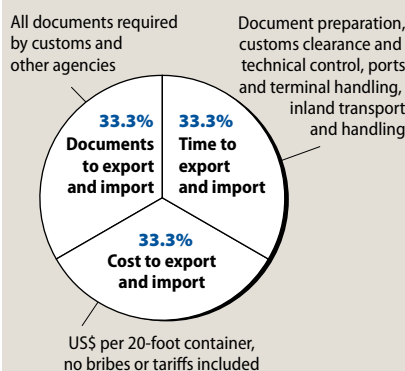 All documents required
by customs and
other agencies
Document preparation,
customs clearance and
technical control, ports
and terminal handling,
inland transport
and handling
33.3%
Documents
to export
and import
33.3%
Time to
export
and import
33.3%
Cost to export
and import
US$ per 20-foot container,
no bribes or tariffs included